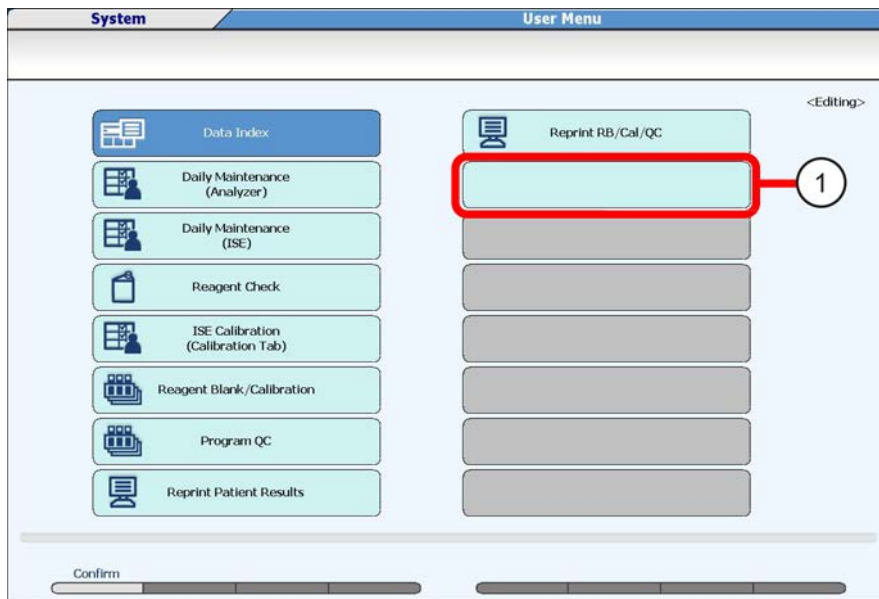 System
User Menu
<Editing>
Data Index
Daily Maintenance
(Analyzer)
Daily Maintenance
(ISE)
Reagent Check
ISE Calibration
(Calibration Tab)
Reagent Blank/Calibration
Program QC
Reprint Patient Results
Reprint RB/Cal/QC
1
Confirm